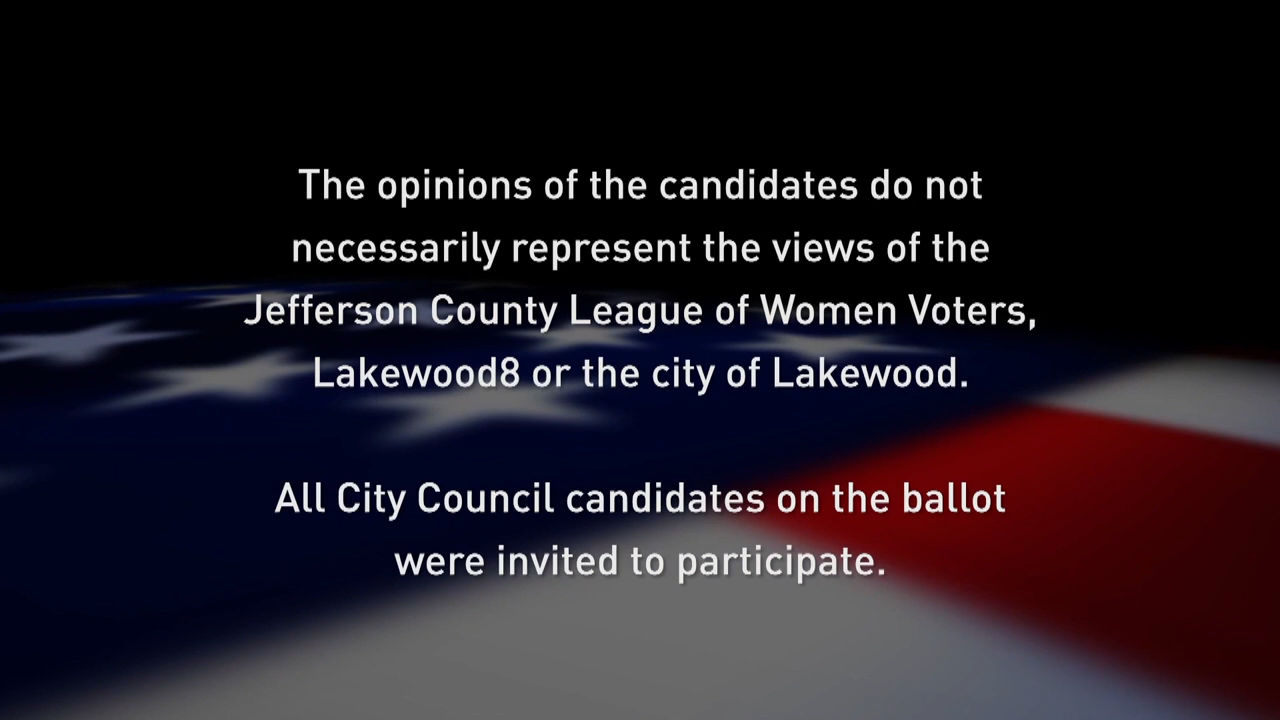 The opinions of the candidates do not
necessarily represent the views of the
Jefferson County League of Women Voters,
Lakewood8 or the city of Lakewood.
All City Council candidates on the ballot
were invited to participate.